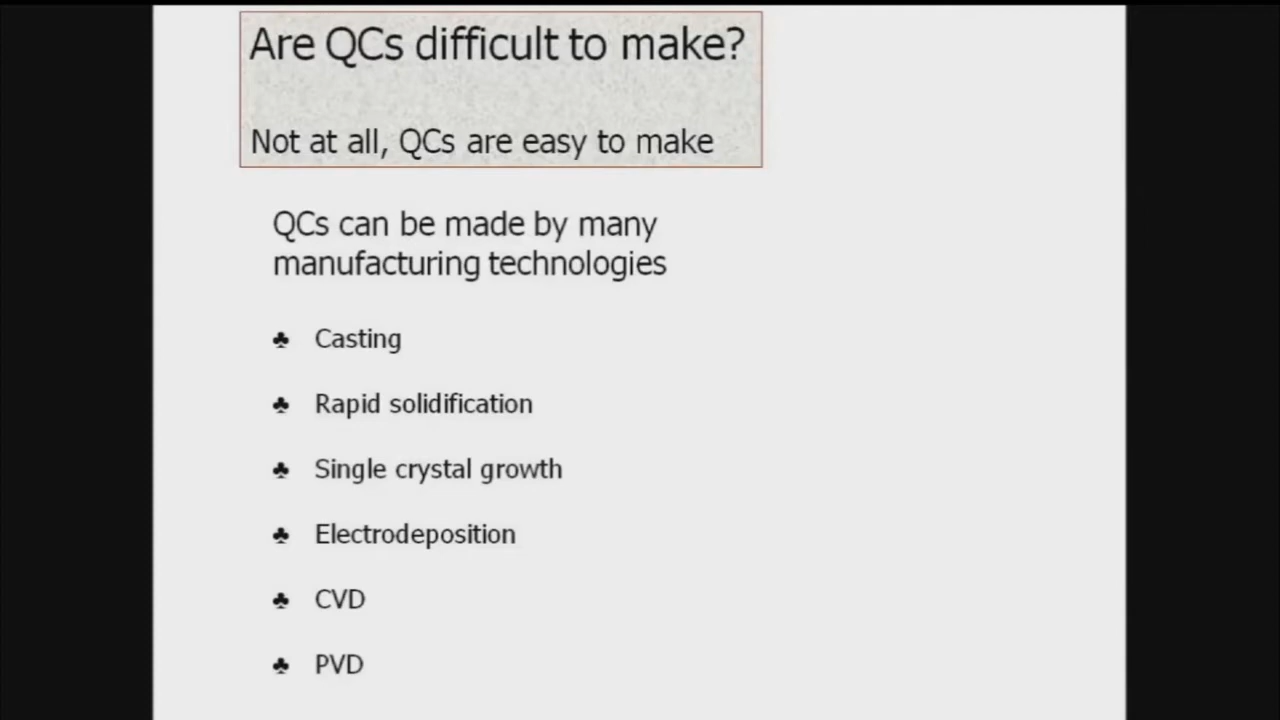 Are QCs difficult to make?
Not at all, QCs are easy to make
QCs can be made by many
manufacturing technologies
♣ Casting
♣ Rapid solidification
♣ Single crystal growth
♣ Electrodeposition
♣ CVD
♣ PVD